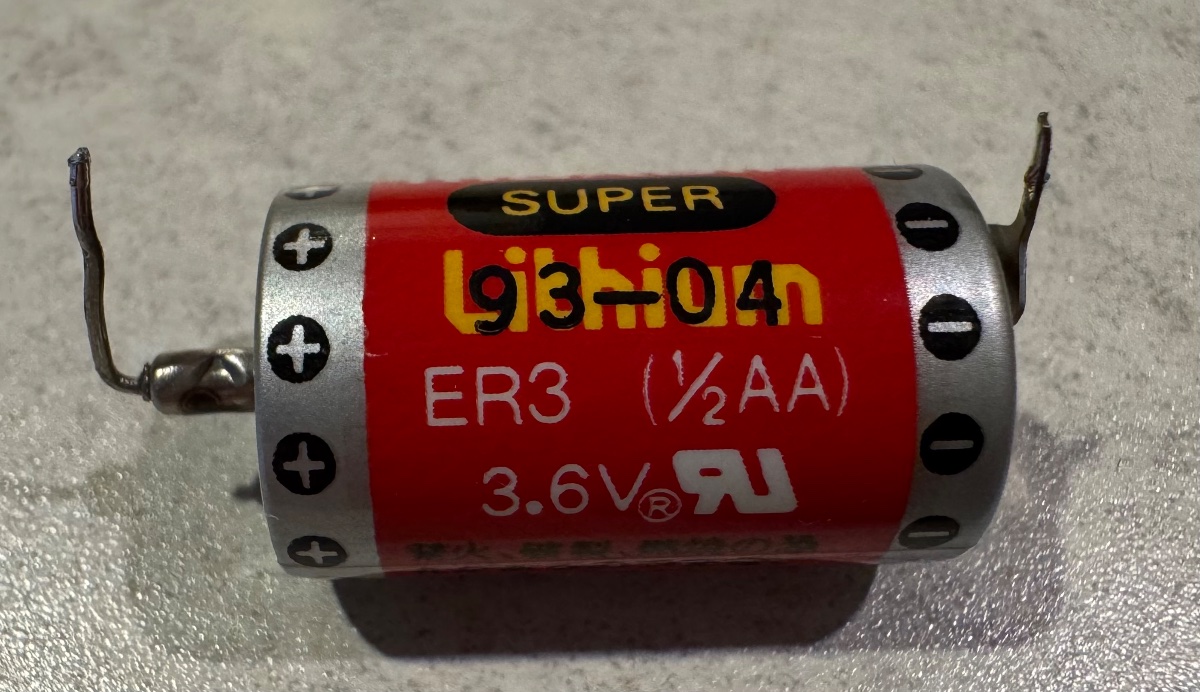 SUPER
Lithium
93-04
ER3 (½AA)
3.6V ®